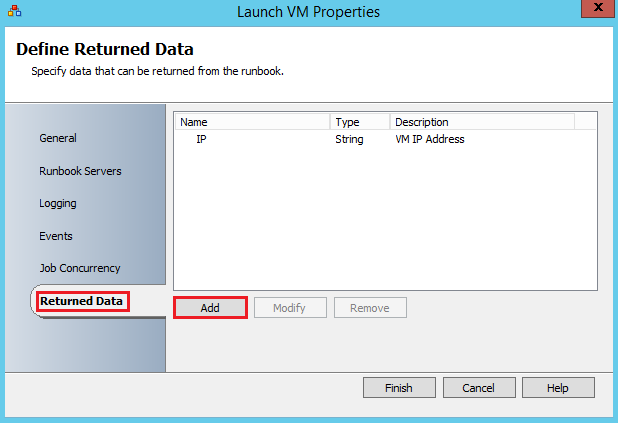 Launch VM Properties
X
Define Returned Data
Specify data that can be returned from the runbook.
General
Runbook Servers
Logging
Events
Job Concurrency
Returned Data
Name Type Description
IP String VM IP Address
Add Modify Remove
Finish Cancel Help